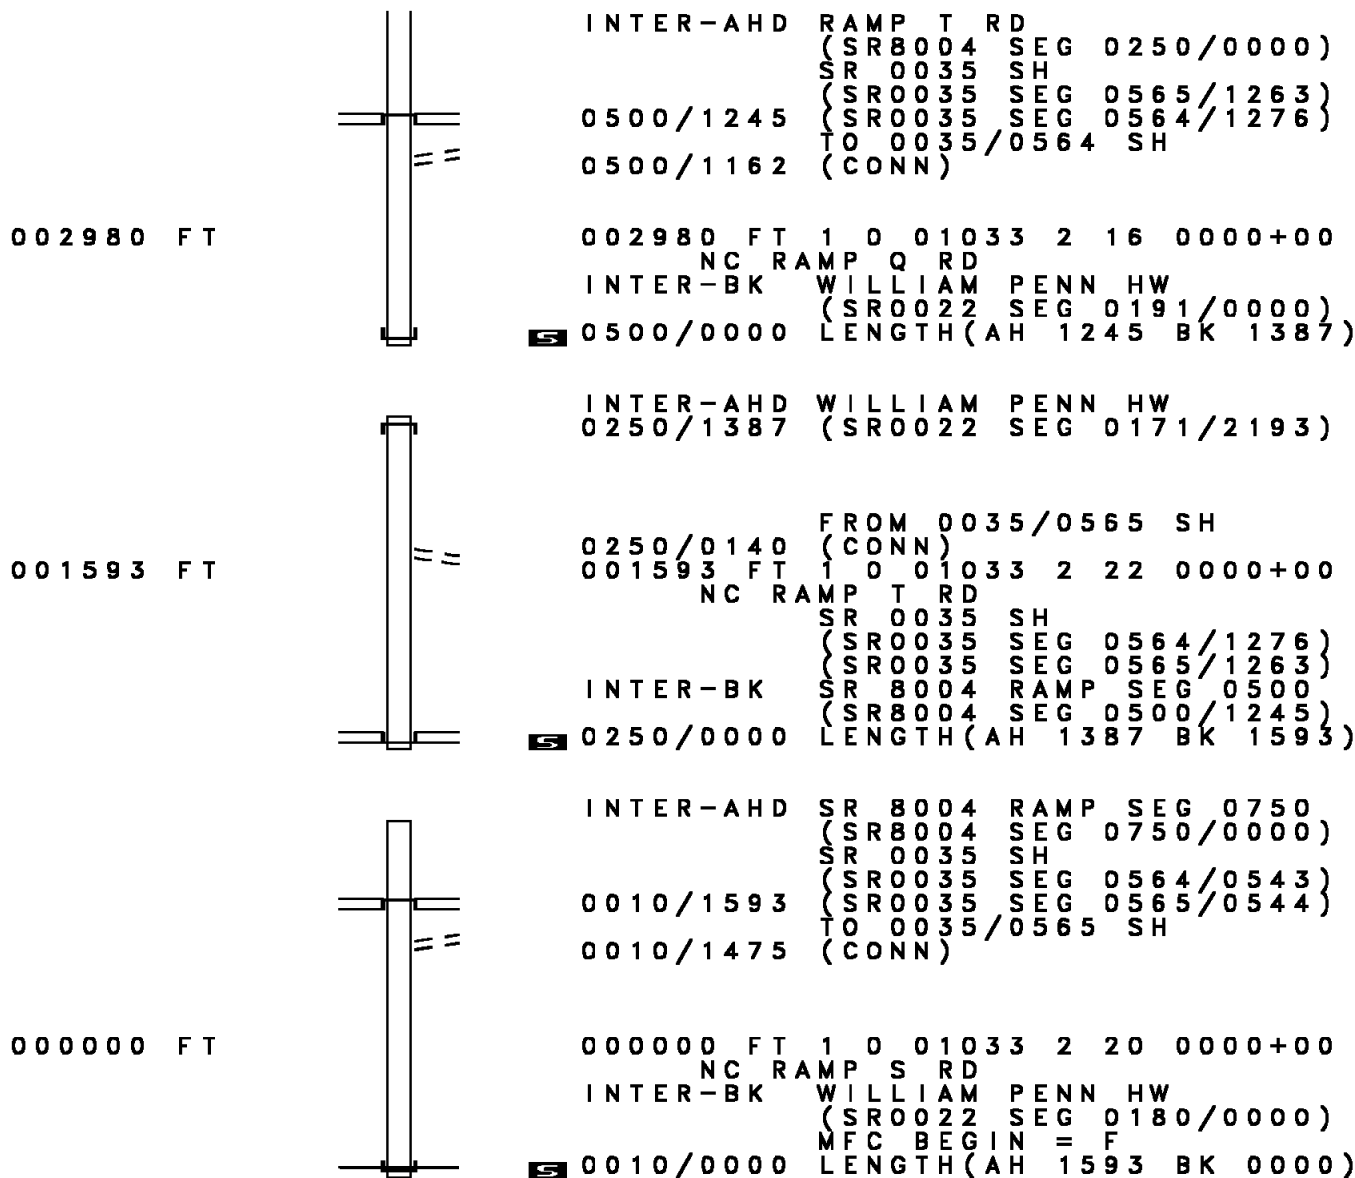 INTER-AHD RAMP T RD
(SR8004 SEG 0250/0000)
SR 0035 SH
(SR0035 SEG 0565/1263)
0500/1245 (SR0035 SEG 0564/1276)
TO 0035/0564 SH
0500/1162 (CONN)
002980 FT 002980 FT 1 0 01033 2 16 0000+00
NC RAMP Q RD
INTER-BK WILLIAM PENN HW
(SR0022 SEG 0191/0000)
S 0500/0000 LENGTH(AH 1245 BK 1387)
INTER-AHD WILLIAM PENN HW
0250/1387 (SR0022 SEG 0171/2193)
FROM 0035/0565 SH
0250/0140 (CONN)
001593 FT 001593 FT 1 0 01033 2 22 0000+00
NC RAMP T RD
SR 0035 SH
(SR0035 SEG 0564/1276)
(SR0035 SEG 0565/1263)
INTER-BK SR 8004 RAMP SEG 0500
(SR8004 SEG 0500/1245)
S 0250/0000 LENGTH(AH 1387 BK 1593)
INTER-AHD SR 8004 RAMP SEG 0750
(SR8004 SEG 0750/0000)
SR 0035 SH
(SR0035 SEG 0564/0543)
0010/1593 (SR0035 SEG 0565/0544)
TO 0035/0565 SH
0010/1475 (CONN)
000000 FT 000000 FT 1 0 01033 2 20 0000+00
NC RAMP S RD
INTER-BK WILLIAM PENN HW
(SR0022 SEG 0180/0000)
MFC BEGIN = F
S 0010/0000 LENGTH(AH 1593 BK 0000)